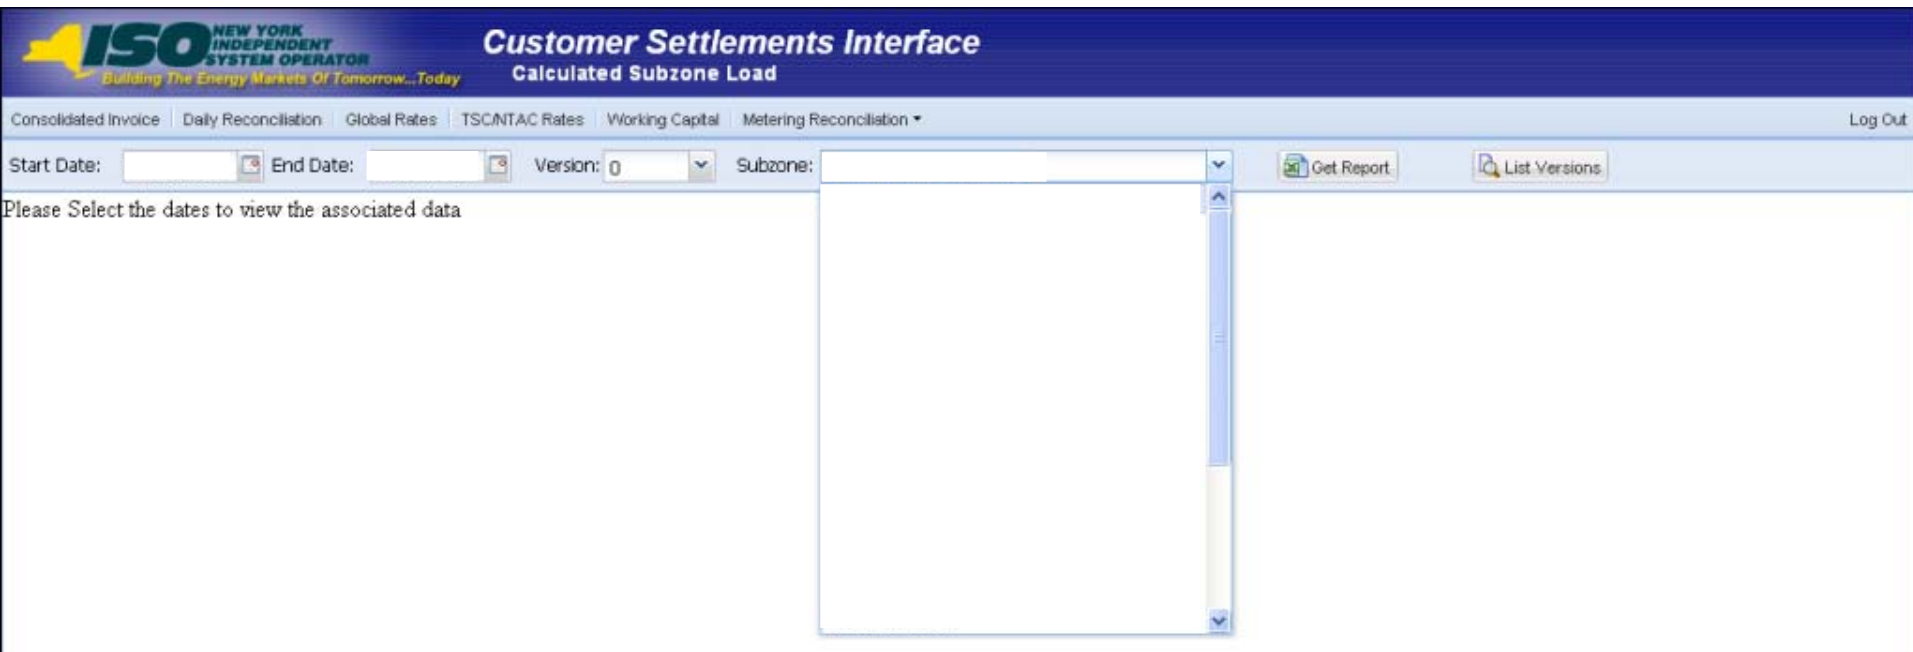 ISO NEW YORK
INDEPENDENT
SYSTEM OPERATOR
Building The Energy Markets Of Tomorrow...Today
Customer Settlements Interface
Calculated Subzone Load
Consolidated Invoice Daily Reconciliation Global Rates TSC/NTAC Rates Working Capital Metering Reconciliation Log Out
Start Date: End Date: Version: 0 Subzone: Get Report List Versions
Please Select the dates to view the associated data